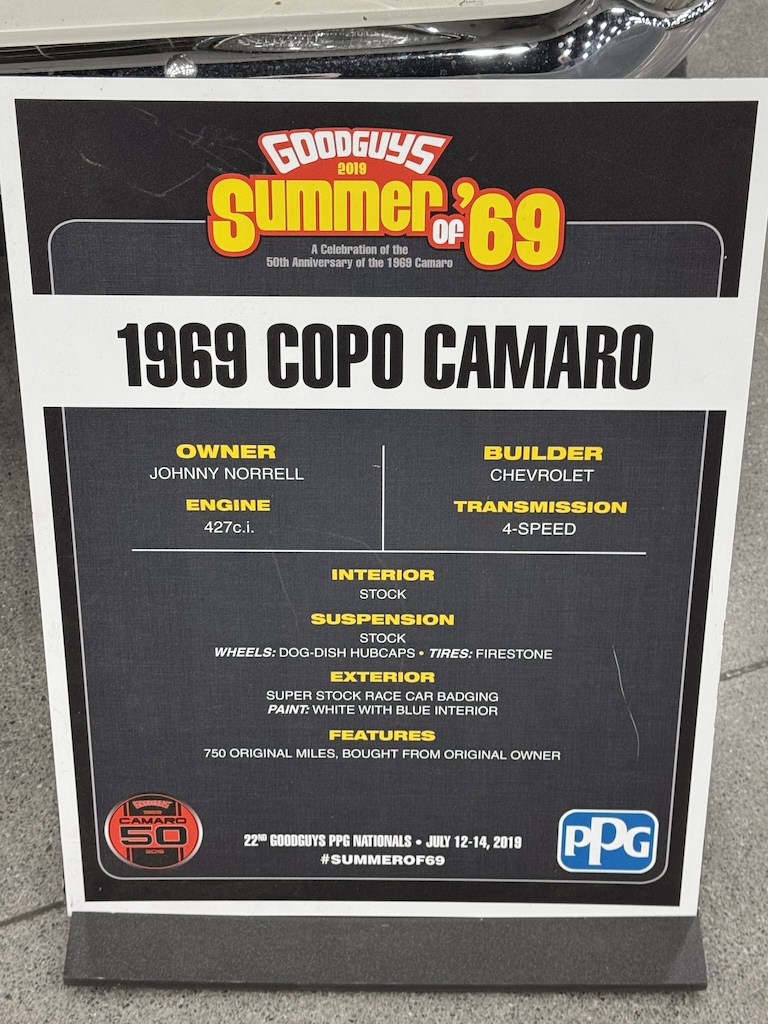 GOODGUYS
2019
Summer of '69
A Celebration of the
50th Anniversary of the 1969 Camaro
1969 COPO CAMARO
OWNER
JOHNNY NORRELL
BUILDER
CHEVROLET
ENGINE
427c.i.
TRANSMISSION
4-SPEED
INTERIOR
STOCK
SUSPENSION
STOCK
WHEELS: DOG-DISH HUBCAPS • TIRES: FIRESTONE
EXTERIOR
SUPER STOCK RACE CAR BADGING
PAINT: WHITE WITH BLUE INTERIOR
FEATURES
750 ORIGINAL MILES, BOUGHT FROM ORIGINAL OWNER
GOODGUYS
1969
CAMARO
50
2019
22ND GOODGUYS PPG NATIONALS • JULY 12-14, 2019
#SUMMEROF69
PPG